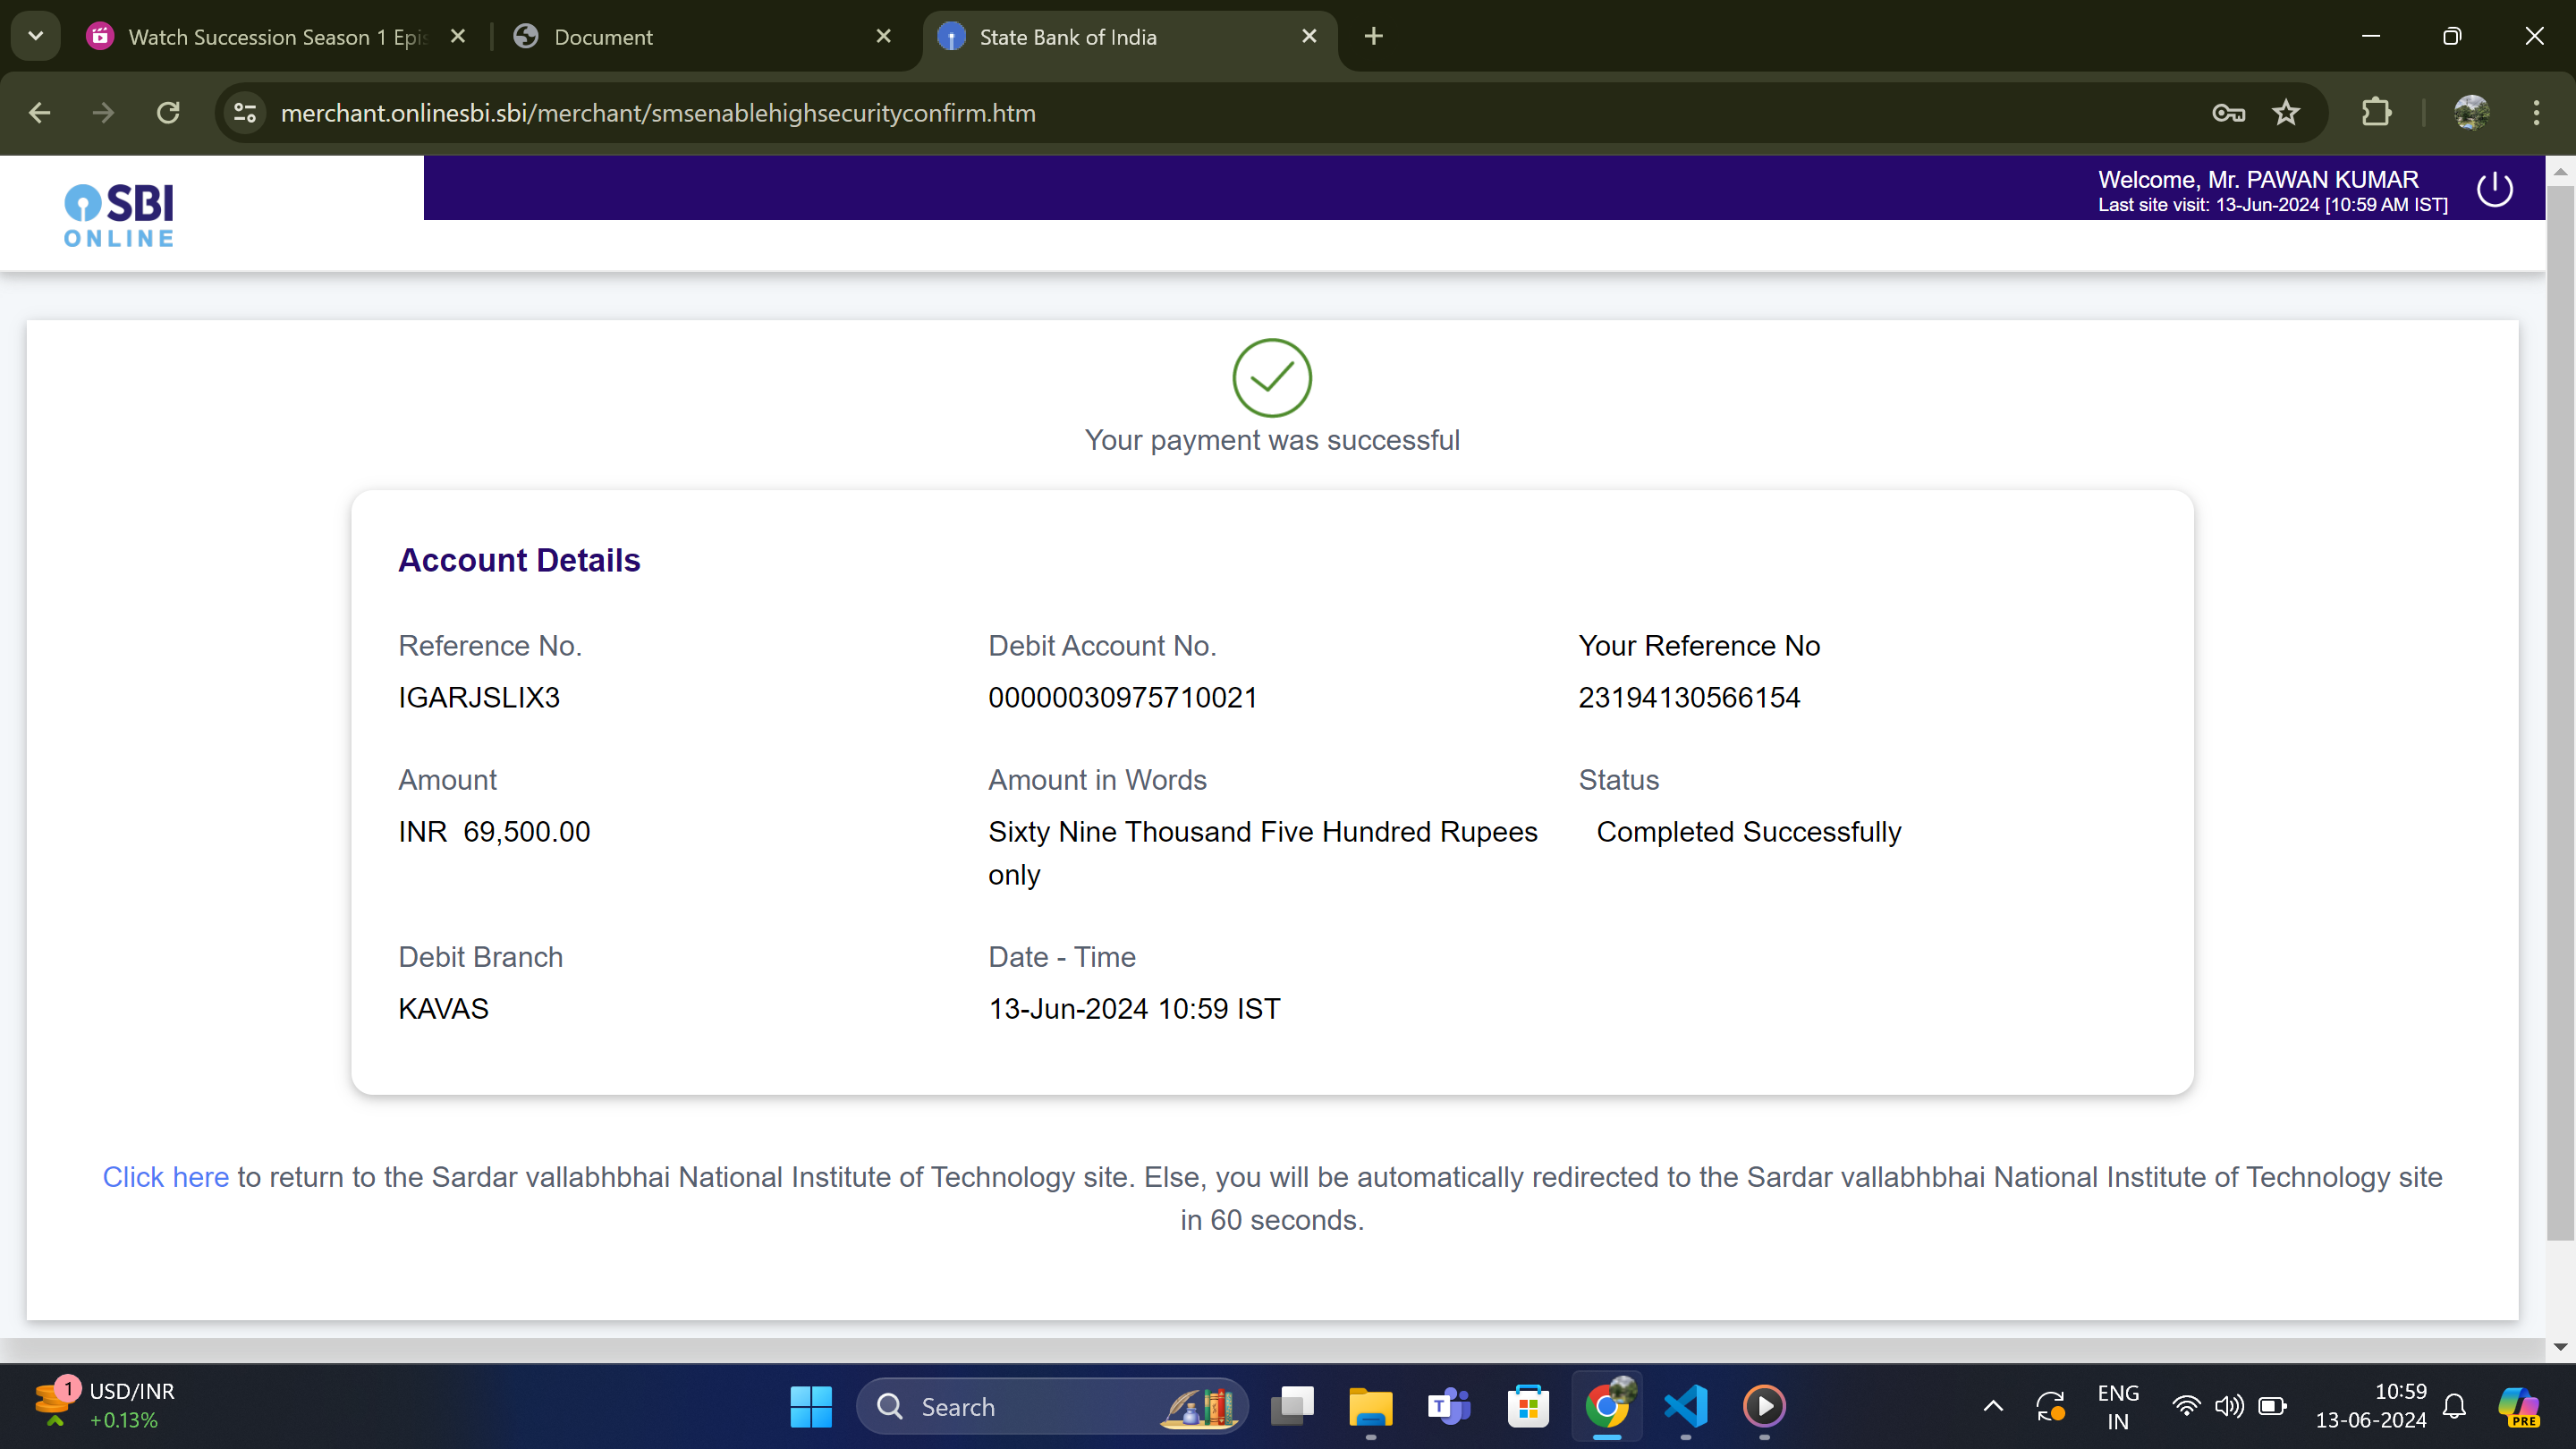 Watch Succession Season 1 Epis
Document
State Bank of India
merchant.onlinesbi.sbi/merchant/smsenablehighsecurityconfirm.htm
SBI
ONLINE
Welcome, Mr. PAWAN KUMAR
Last site visit: 13-Jun-2024 [10:59 AM IST]
Your payment was successful
Account Details
Reference No.
Debit Account No.
Your Reference No
IGARJSLIX3
00000030975710021
23194130566154
Amount
Amount in Words
Status
INR 69,500.00
Sixty Nine Thousand Five Hundred Rupees
only
Completed Successfully
Debit Branch
Date - Time
KAVAS
13-Jun-2024 10:59 IST
Click here to return to the Sardar vallabhbhai National Institute of Technology site. Else, you will be automatically redirected to the Sardar vallabhbhai National Institute of Technology site
in 60 seconds.
1
USD/INR
+0.13%
Search
T
ENG
IN
10:59
13-06-2024
PRE